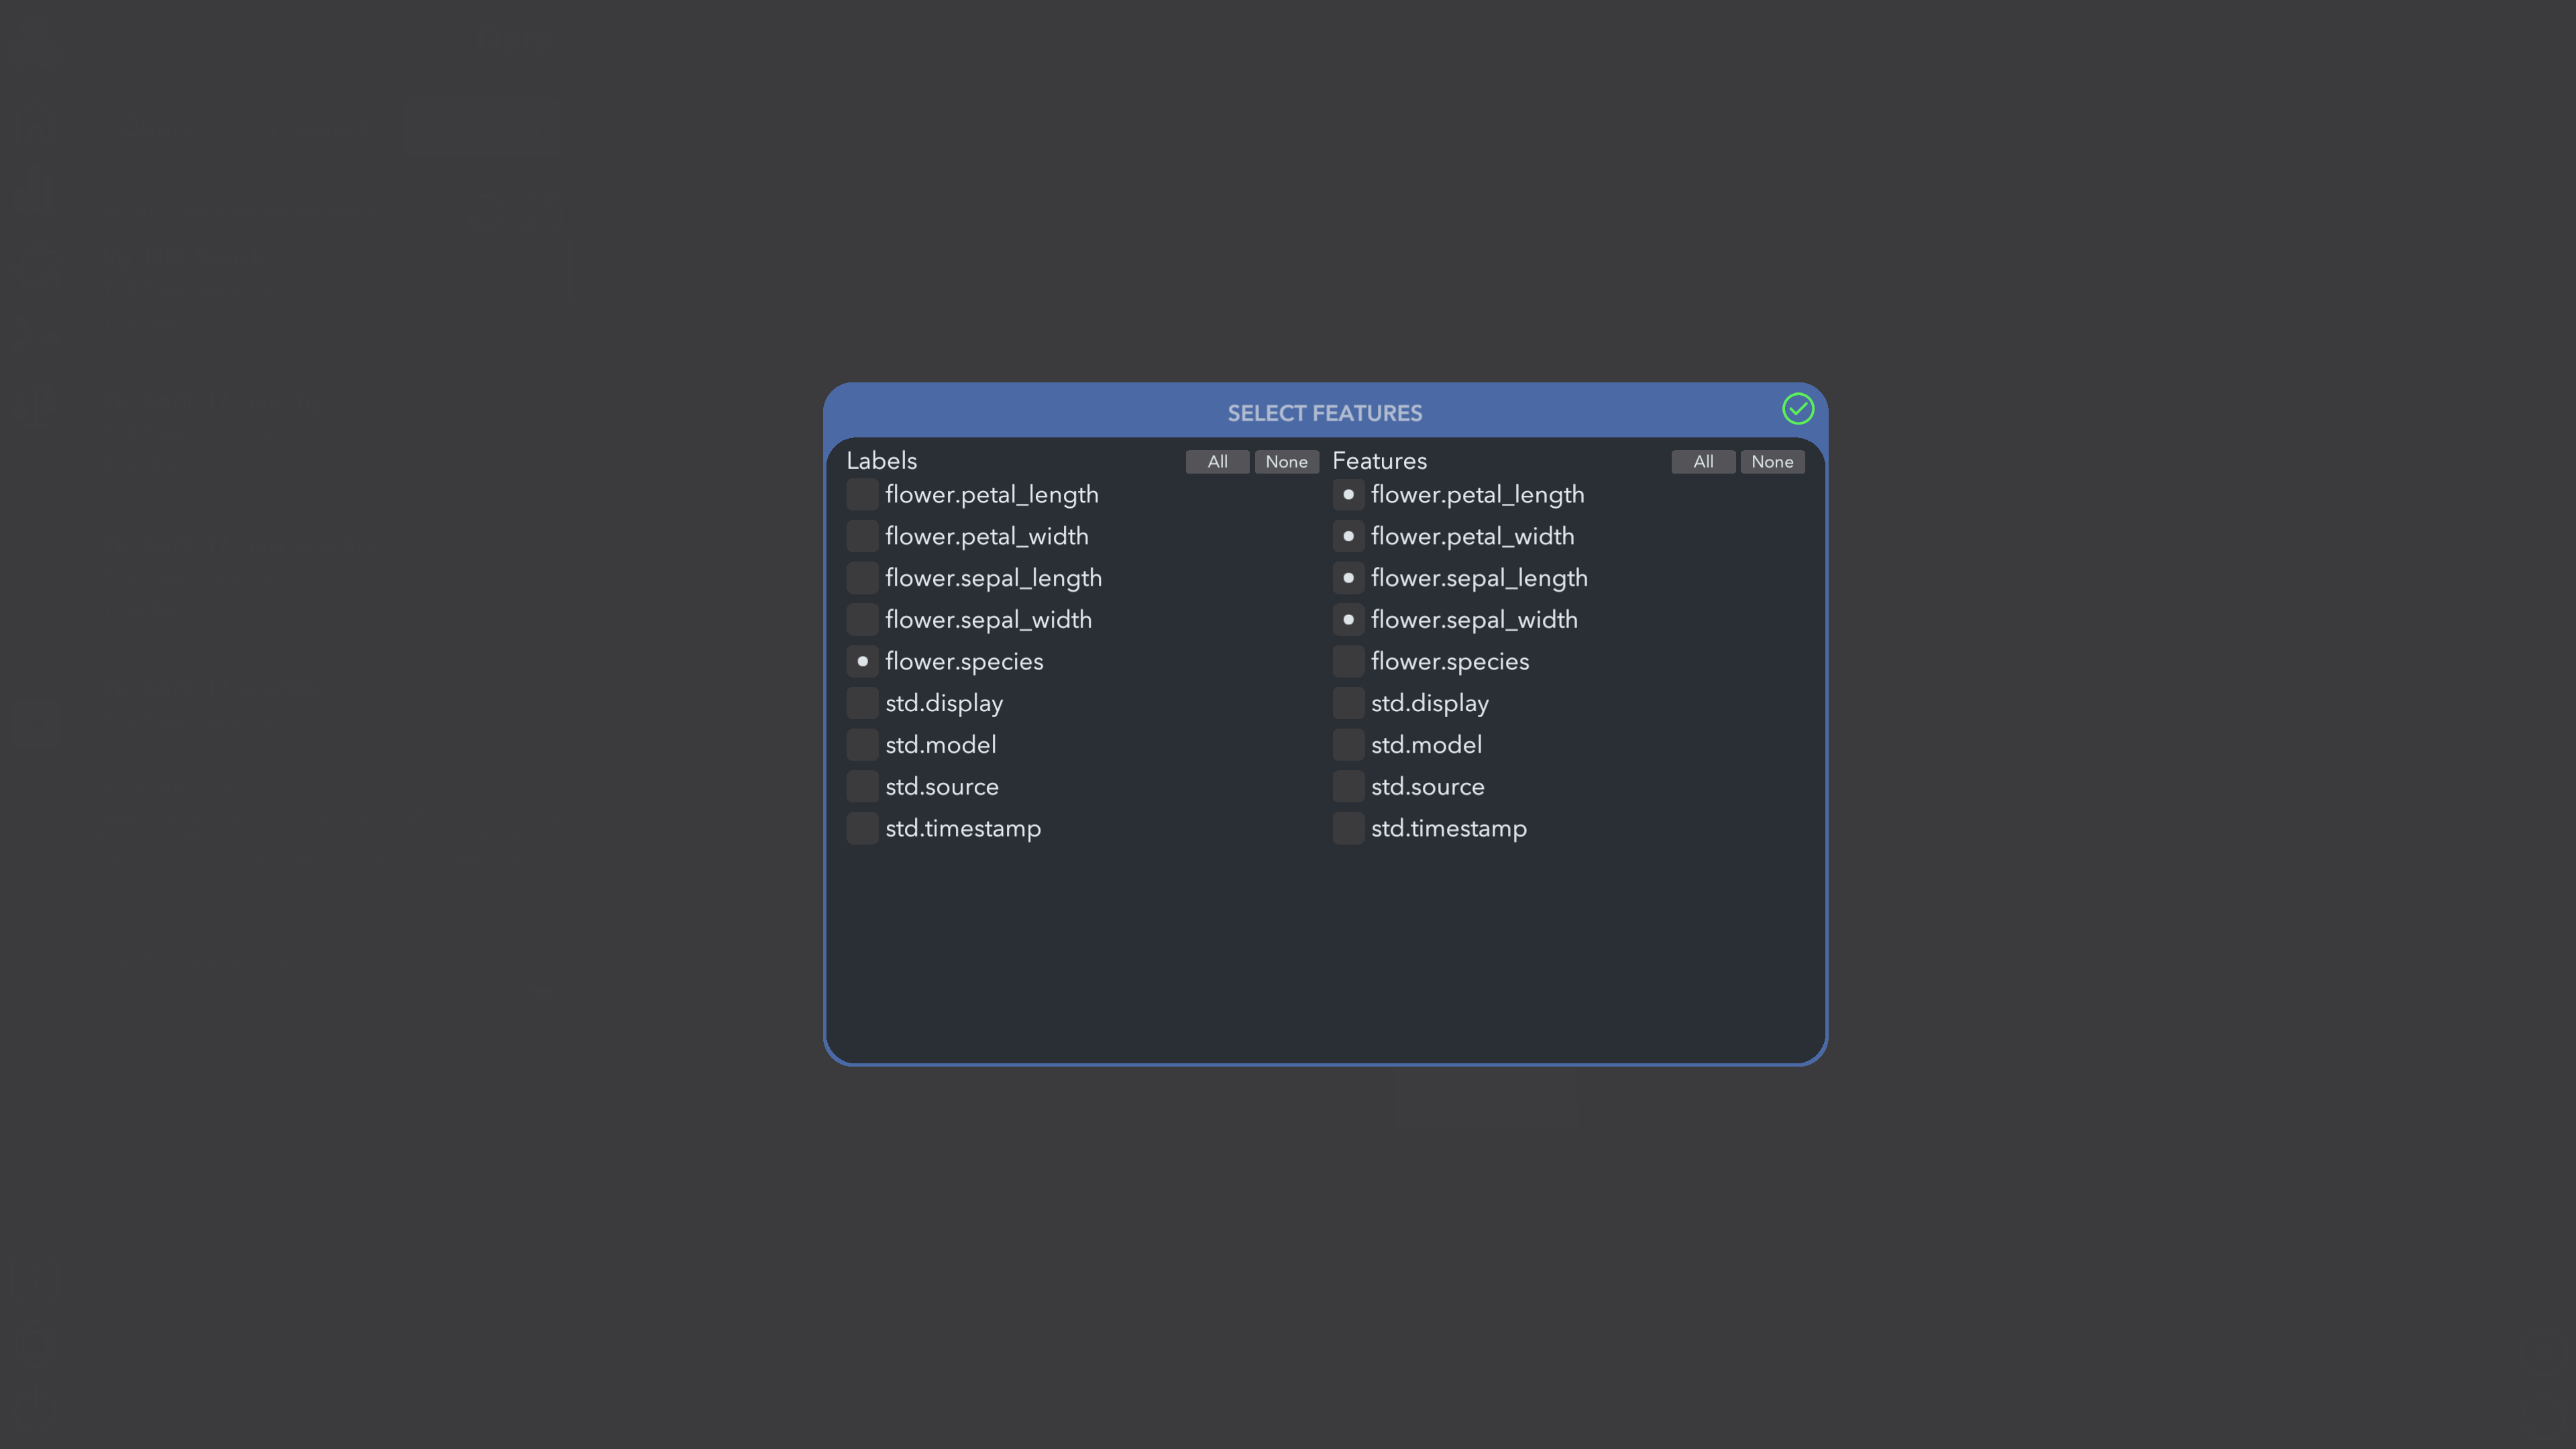 SELECT FEATURES
Labels All None
flower.petal_length
flower.petal_width
flower.sepal_length
flower.sepal_width
flower.species
std.display
std.model
std.source
std.timestamp
Features All None
flower.petal_length
flower.petal_width
flower.sepal_length
flower.sepal_width
flower.species
std.display
std.model
std.source
std.timestamp